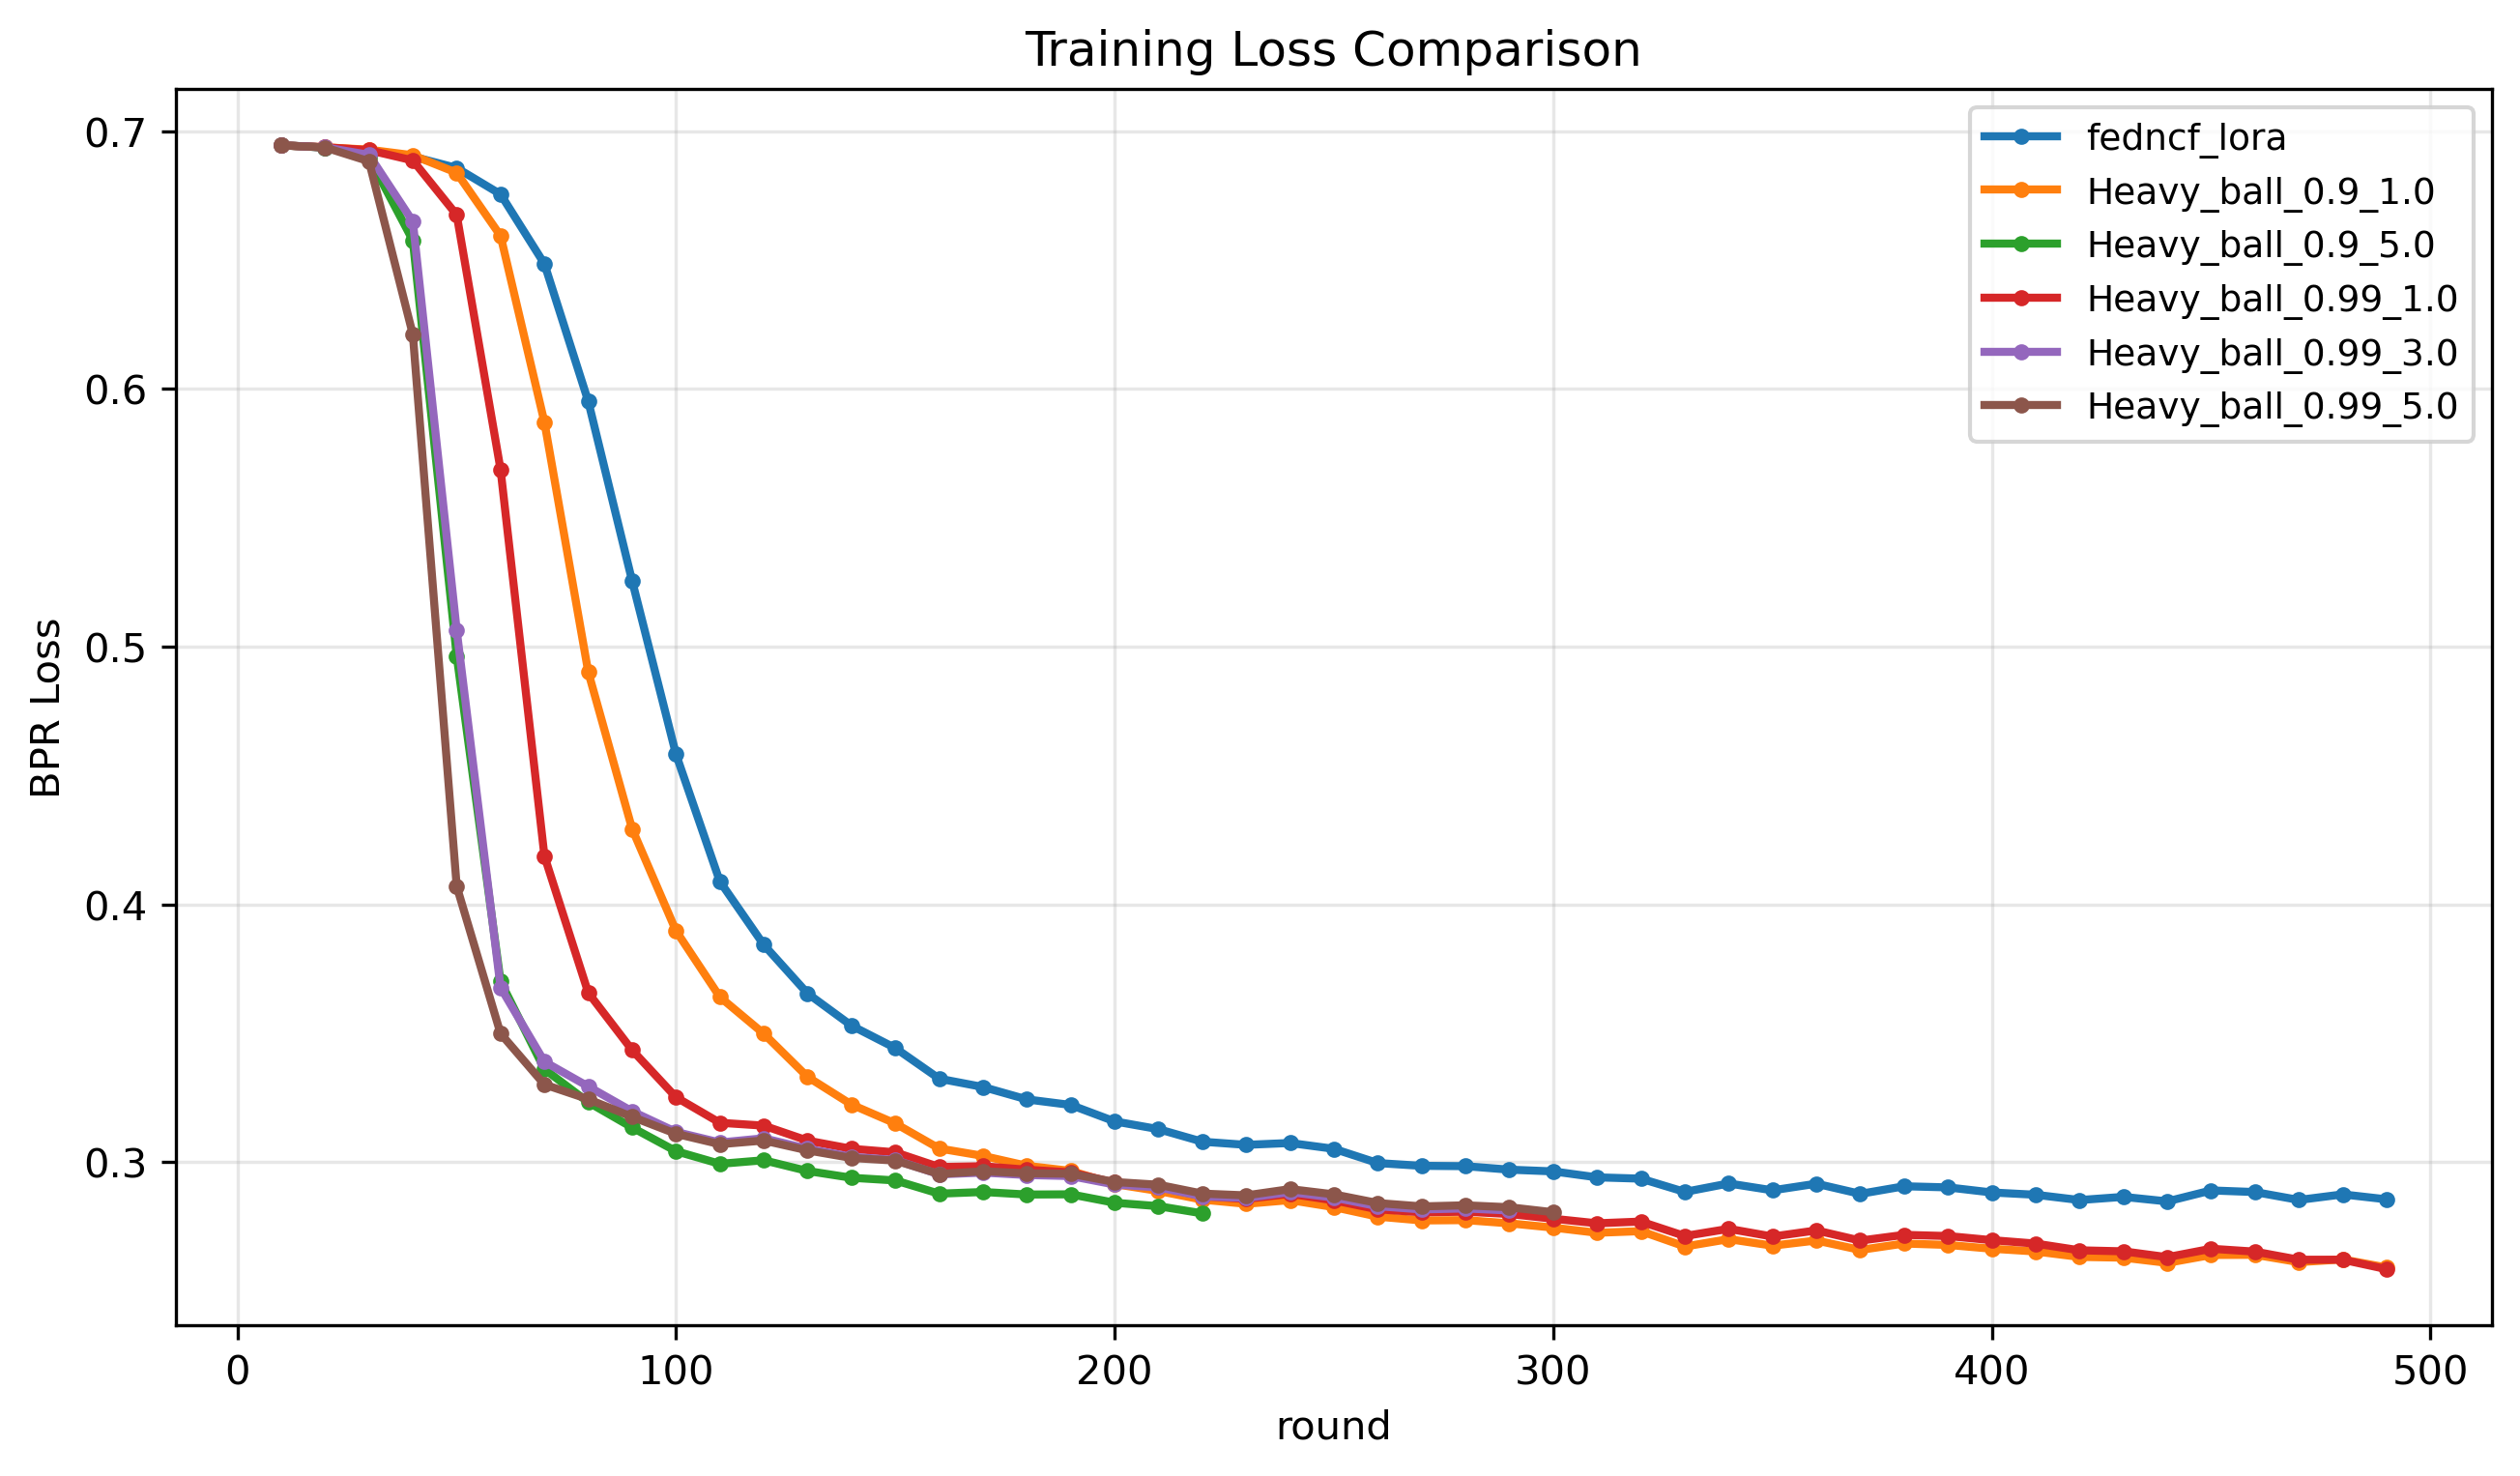 Training Loss Comparison
0.7
0.6
0.5
0.4
0.3
BPR Loss
fedncf_lora
Heavy_ball_0.9_1.0
Heavy_ball_0.9_5.0
Heavy_ball_0.99_1.0
Heavy_ball_0.99_3.0
Heavy_ball_0.99_5.0
0 100 200 300 400 500
round